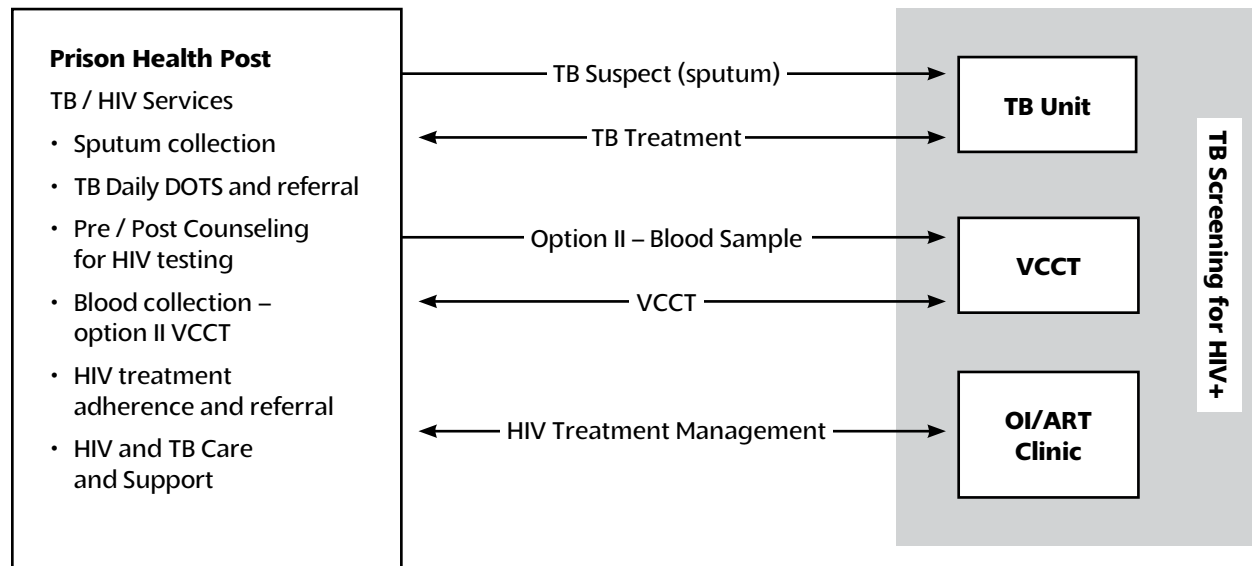 Prison Health Post
TB / HIV Services
• Sputum collection
• TB Daily DOTS and referral
• Pre / Post Counseling
for HIV testing
• Blood collection –
option II VCCT
• HIV treatment
adherence and referral
• HIV and TB Care
and Support
TB Suspect (sputum)
TB Treatment
Option II – Blood Sample
VCCT
HIV Treatment Management
TB Unit
VCCT
OI/ART
Clinic
TB Screening for HIV+